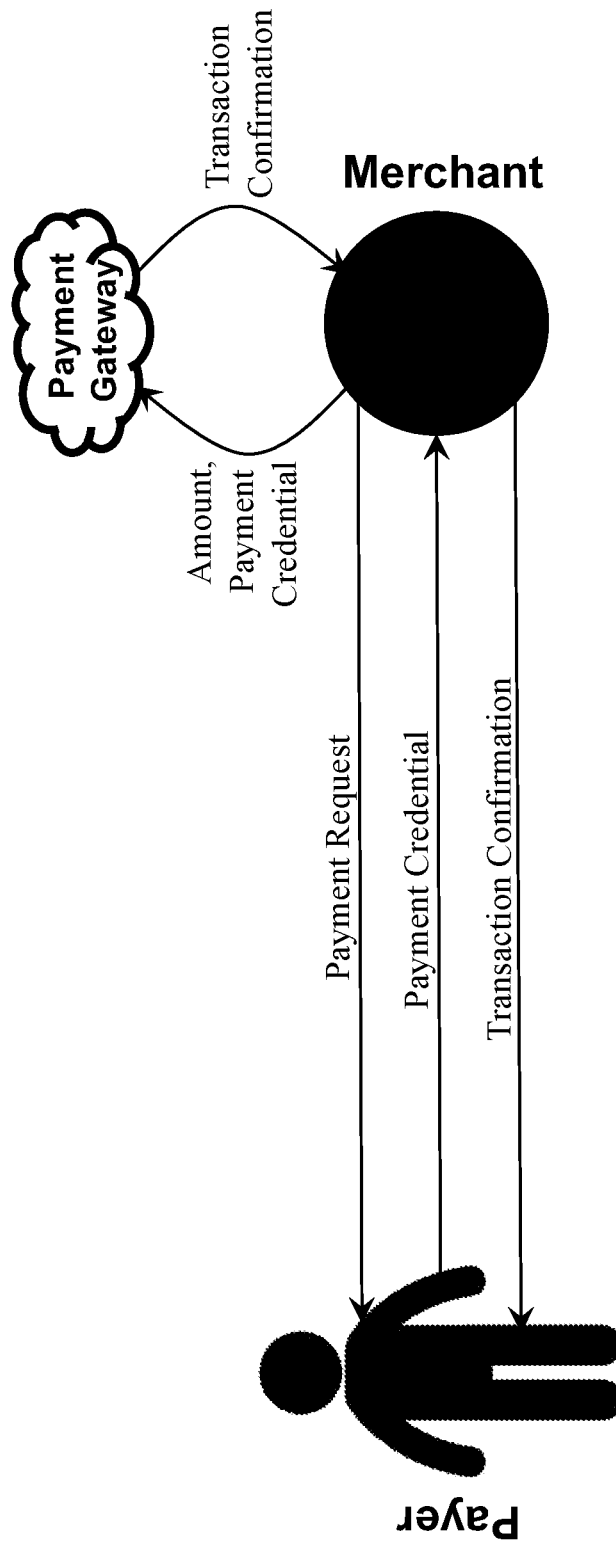 Payment
Gateway
Transaction
Confirmation
Amount,
Payment
Credential
Merchant
Payment Request
Payment Credential
Transaction Confirmation
Payer